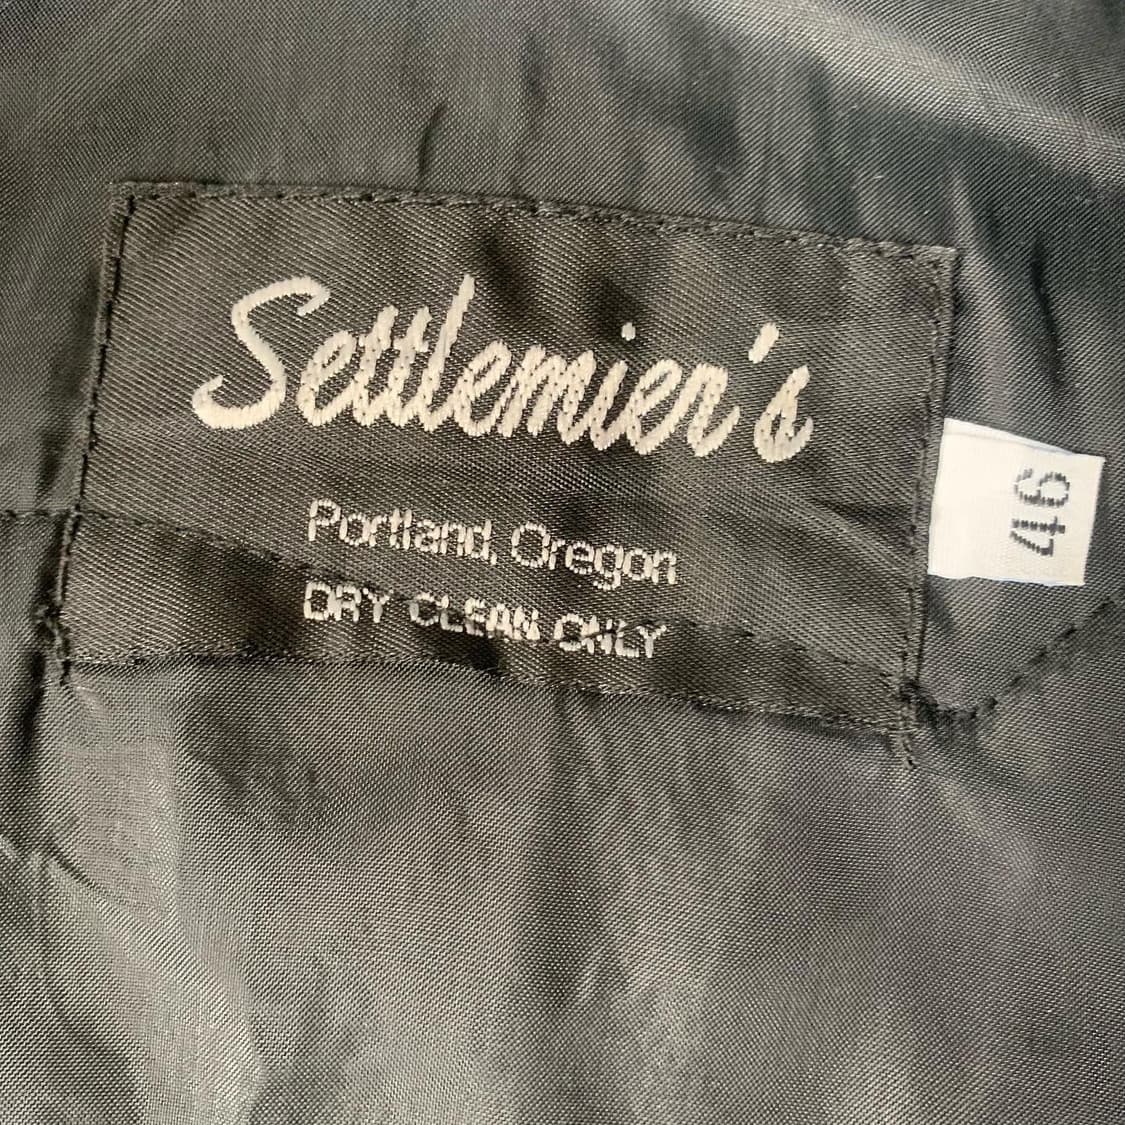 Settlemier's
46
Portland, Oregon
DRY CLEAN ONLY